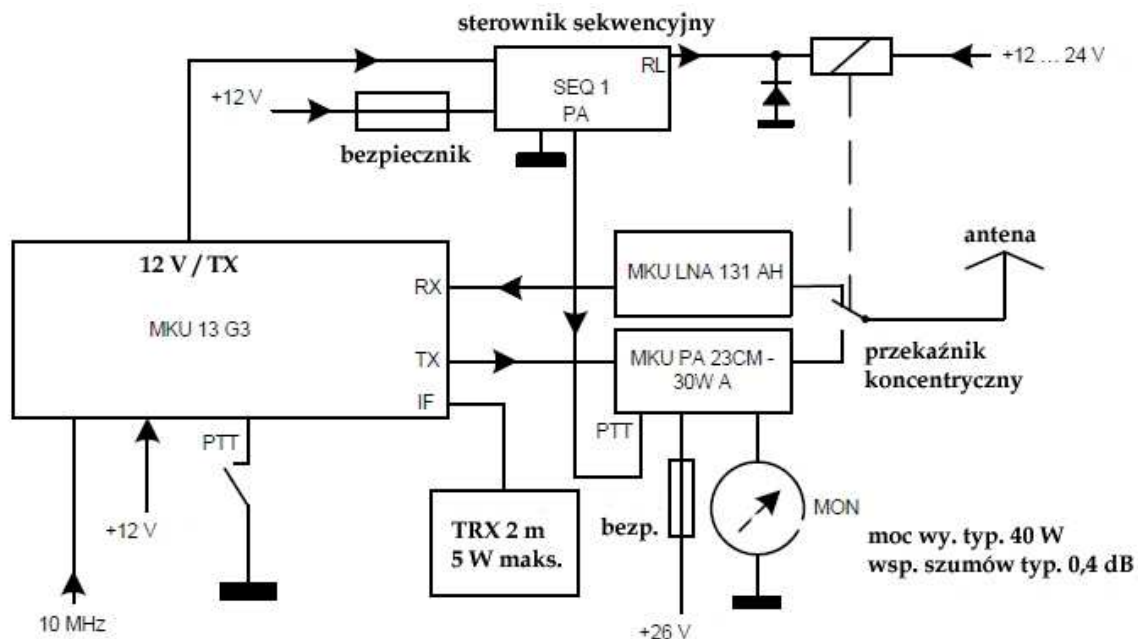 sterownik sekwencyjny
RL
SEQ 1
PA
+12 ... 24 V
+12 V
bezpiecznik
12 V / TX
MKU 13 G3
RX
TX
IF
MKU LNA 131 AH
antena
MKU PA 23CM -
30W A
przekaźnik
koncentryczny
PTT
PTT
+12 V
TRX 2 m
5 W maks.
bezp.
MON
moc wy. typ. 40 W
wsp. szumów typ. 0,4 dB
10 MHz
+26 V